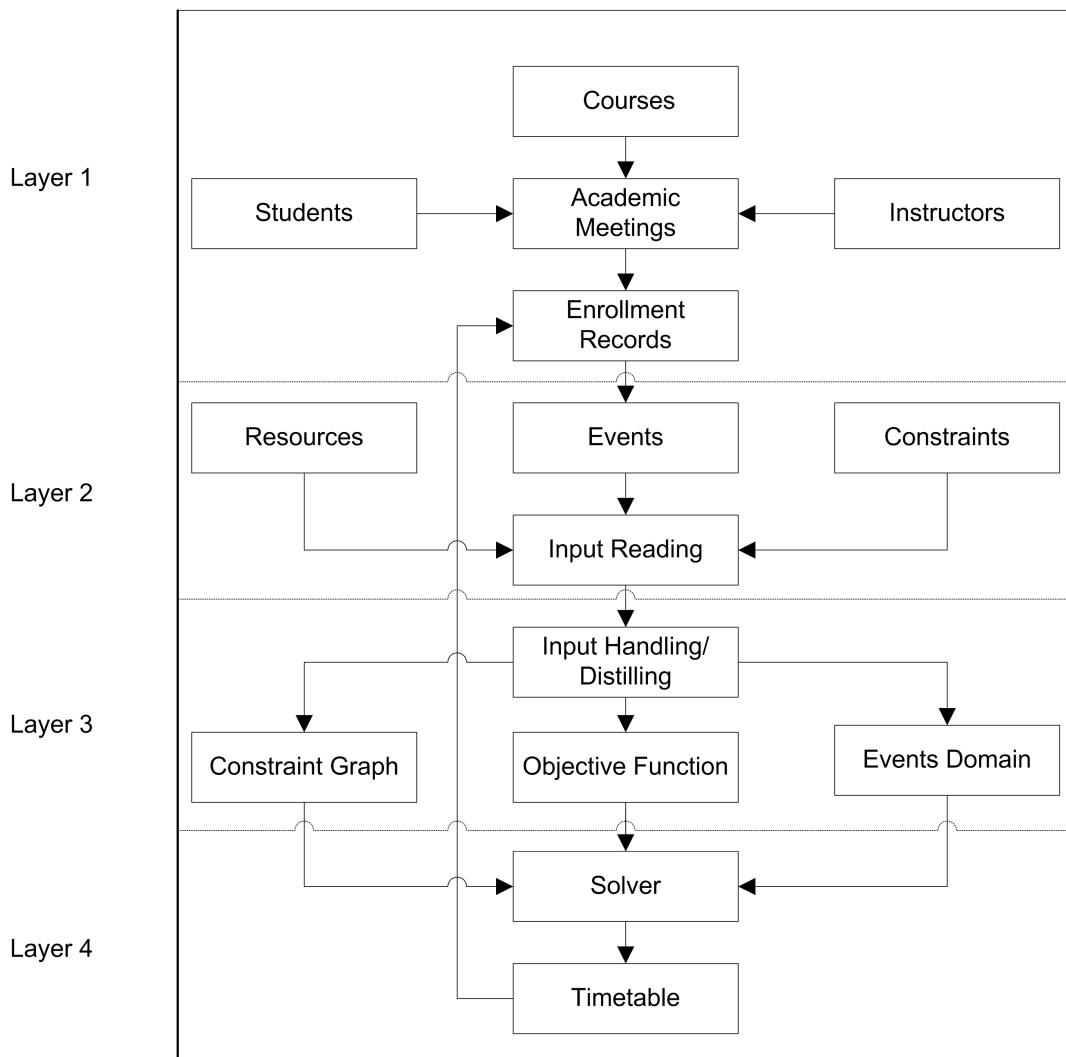 Courses
Layer 1
Students
Academic
Meetings
Instructors
Enrollment
Records
Resources
Events
Constraints
Layer 2
Input Reading
Input Handling/
Distilling
Layer 3
Constraint Graph
Objective Function
Events Domain
Solver
Layer 4
Timetable